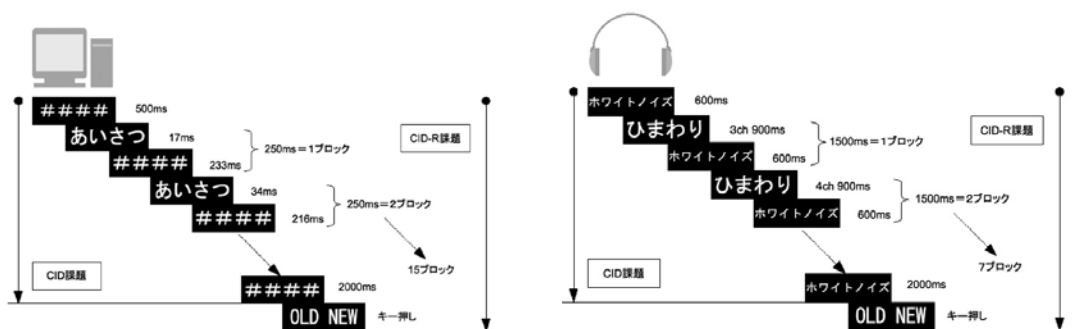 ####
500ms
あいさつ
17ms
####
233ms
250ms＝1ブロック
CID-R課題
あいさつ
34ms
####
216ms
250ms＝2ブロック
15ブロック
CID課題
####
2000ms
OLD NEW
キー押し
ホワイトノイズ
600ms
ひまわり
3ch 900ms
ホワイトノイズ
600ms
1500ms＝1ブロック
CID-R課題
ひまわり
4ch 900ms
ホワイトノイズ
600ms
1500ms＝2ブロック
7ブロック
CID課題
ホワイトノイズ
2000ms
OLD NEW
キー押し